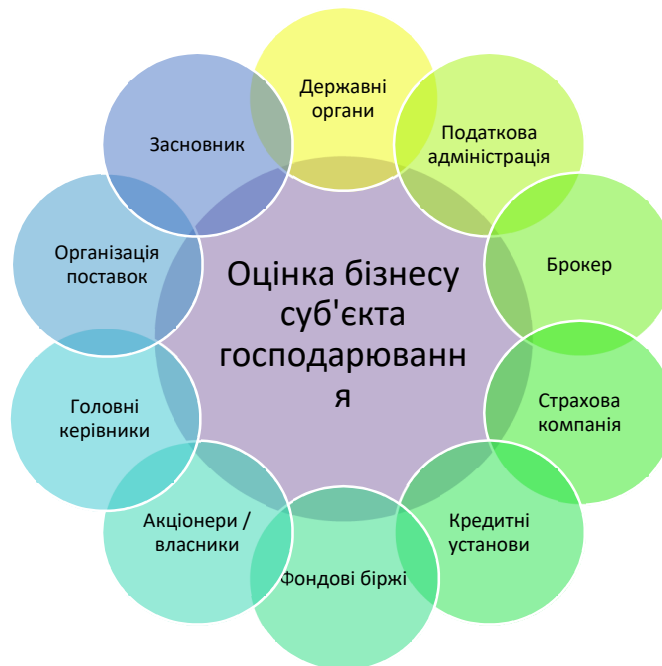 Державні
органи
Податкова
адміністрація
Брокер
Страхова
компанія
Кредитні
установи
Фондові біржі
Акціонери /
власники
Головні
керівники
Організація
поставок
Засновник
Оцінка бізнесу
суб'єкта
господарюванн
я